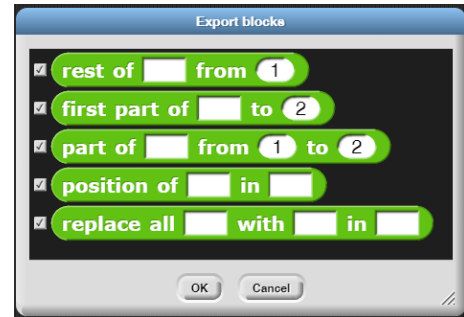 Export blocks
rest of from 1
first part of to 2
part of from 1 to 2
position of in
replace all with in
OK Cancel